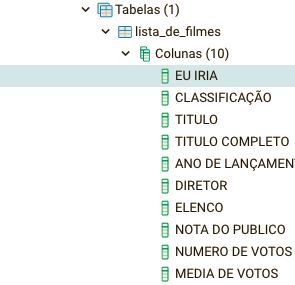 Tabelas (1)
lista_de_filmes
Colunas (10)
EU IRIA
CLASSIFICAÇÃO
TITULO
TITULO COMPLETO
ANO DE LANÇAMEN
DIRETOR
ELENCO
NOTA DO PUBLICO
NUMERO DE VOTOS
MEDIA DE VOTOS